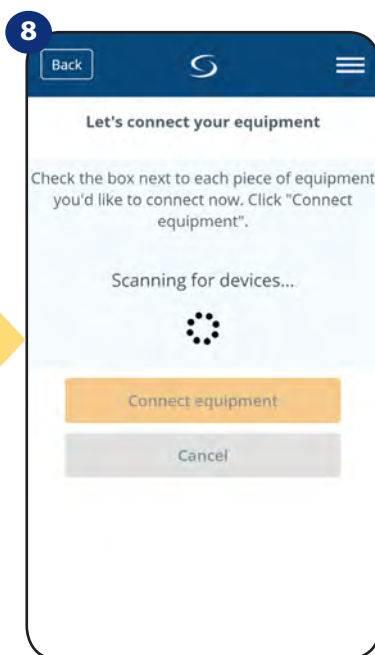 8
Back
Let's connect your equipment
Check the box next to each piece of equipment
you'd like to connect now. Click "Connect
equipment".
Scanning for devices...
Connect equipment
Cancel